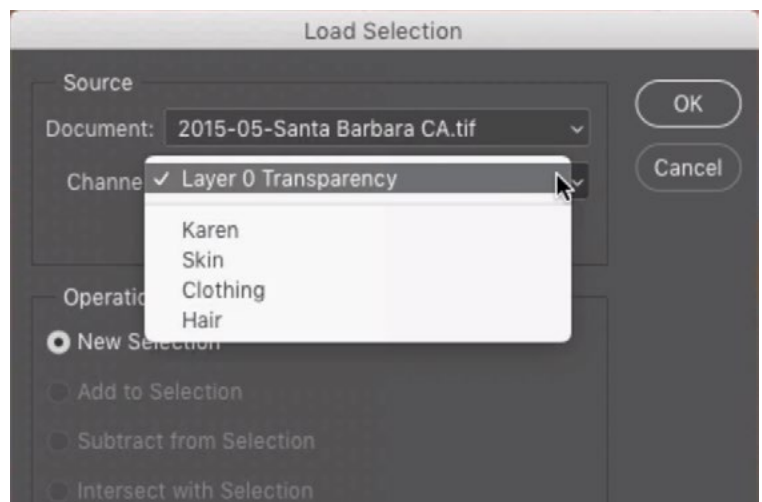 Load Selection
Source
OK
Document: 2015-05-Santa Barbara CA.tif
Cancel
Channe ✓ Layer 0 Transparency
Karen
Skin
Clothing
Hair
Operatio
New Selection
Add to Selection
Subtract from Selection
Intersect with Selection